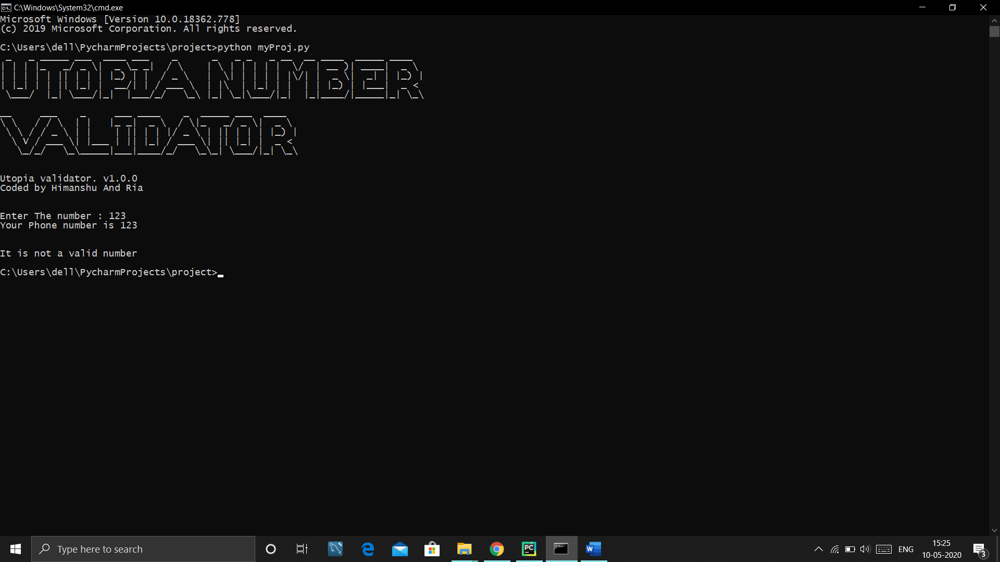 C:\Windows\System32\cmd.exe
Microsoft Windows [Version 10.0.18362.778]
(c) 2019 Microsoft Corporation. All rights reserved.
C:\Users\dell\PycharmProjects\project>python myProj.py
UTOPIA NUMBER
VALIDATOR
Utopia validator. v1.0.0
Coded by Himanshu And Ria
Enter The number : 123
Your Phone number is 123
It is not a valid number
C:\Users\dell\PycharmProjects\project>
Type here to search
PC
W
ENG
15:25
10-05-2020
3